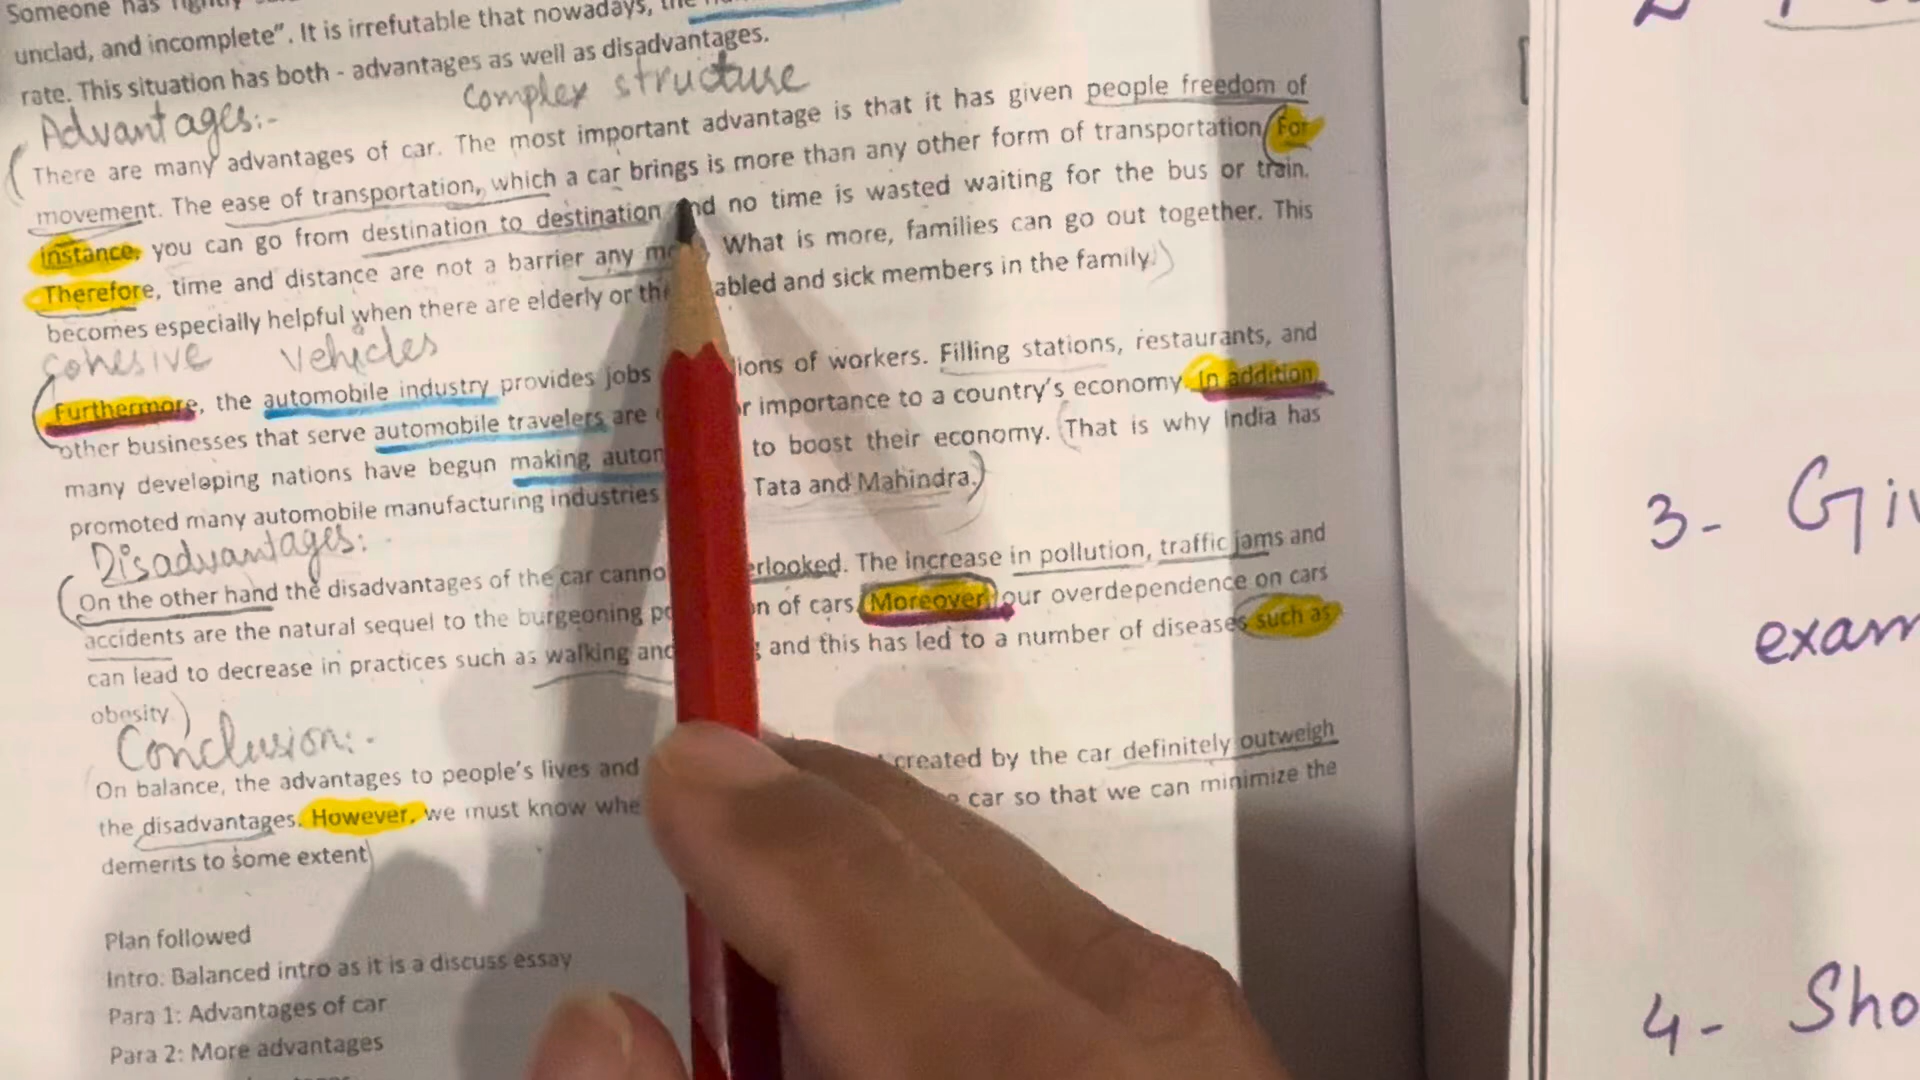 Someone has rightly
unclad, and incomplete". It is irrefutable that nowadays, the
rate. This situation has both - advantages as well as disadvantages.
Advantages:- Complex structure
There are many advantages of car. The most important advantage is that it has given people freedom of
movement. The ease of transportation, which a car brings is more than any other form of transportation. For
instance, you can go from destination to destination and no time is wasted waiting for the bus or train.
Therefore, time and distance are not a barrier any What is more, families can go out together. This
becomes especially helpful when there are elderly or abled and sick members in the family.
Cohesive Vehicles
Furthermore, the automobile industry provides jobs ions of workers. Filling stations, restaurants, and
other businesses that serve automobile travelers are r importance to a country's economy. In addition
many developing nations have begun making autom to boost their economy. That is why India has
promoted many automobile manufacturing industries Tata and Mahindra.
Disadvantages:
On the other hand the disadvantages of the car canno erlooked. The increase in pollution, traffic jams and
accidents are the natural sequel to the burgeoning po n of cars. Moreover, our overdependence on cars
can lead to decrease in practices such as walking and and this has led to a number of diseases such as
obesity.
Conclusion:-
On balance, the advantages to people's lives and created by the car definitely outweigh
the disadvantages. However, we must know whe car so that we can minimize the
demerits to some extent
Plan followed
Intro: Balanced intro as it is a discuss essay
Para 1: Advantages of car
Para 2: More advantages
3- Giv
exam
4- Sho